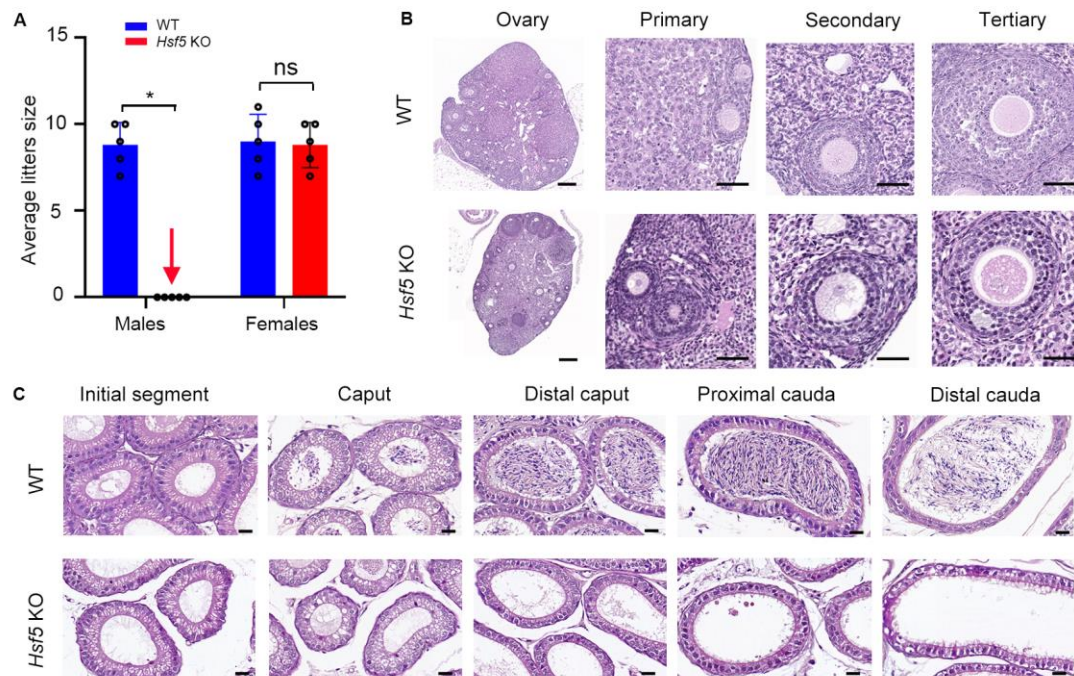 A
WT
Hsf5 KO
Average litters size
15
10
5
0
*
ns
Males
Females
B
Ovary
Primary
Secondary
Tertiary
WT
Hsf5 KO
C
Initial segment
Caput
Distal caput
Proximal cauda
Distal cauda
WT
Hsf5 KO